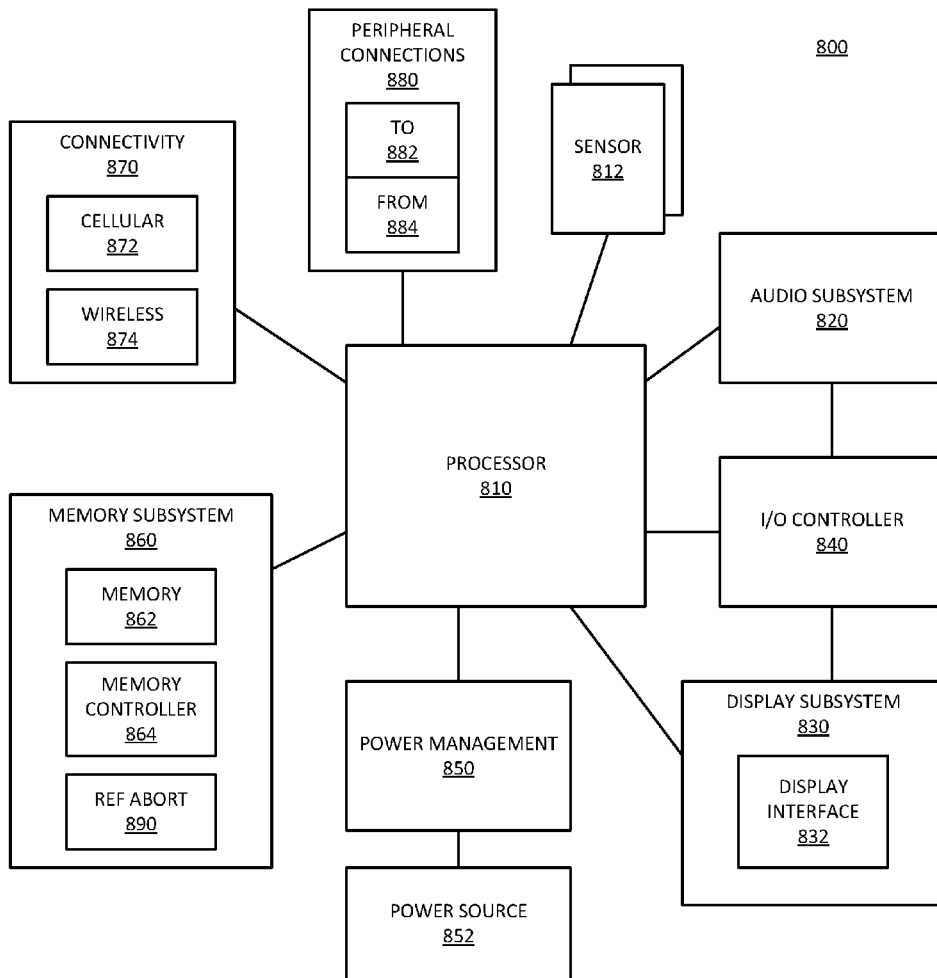 PERIPHERAL
CONNECTIONS
880
TO
882
FROM
884
800
SENSOR
812
CONNECTIVITY
870
CELLULAR
872
WIRELESS
874
AUDIO SUBSYSTEM
820
PROCESSOR
810
I/O CONTROLLER
840
MEMORY SUBSYSTEM
860
MEMORY
862
MEMORY
CONTROLLER
864
REF ABORT
890
POWER MANAGEMENT
850
DISPLAY SUBSYSTEM
830
DISPLAY
INTERFACE
832
POWER SOURCE
852